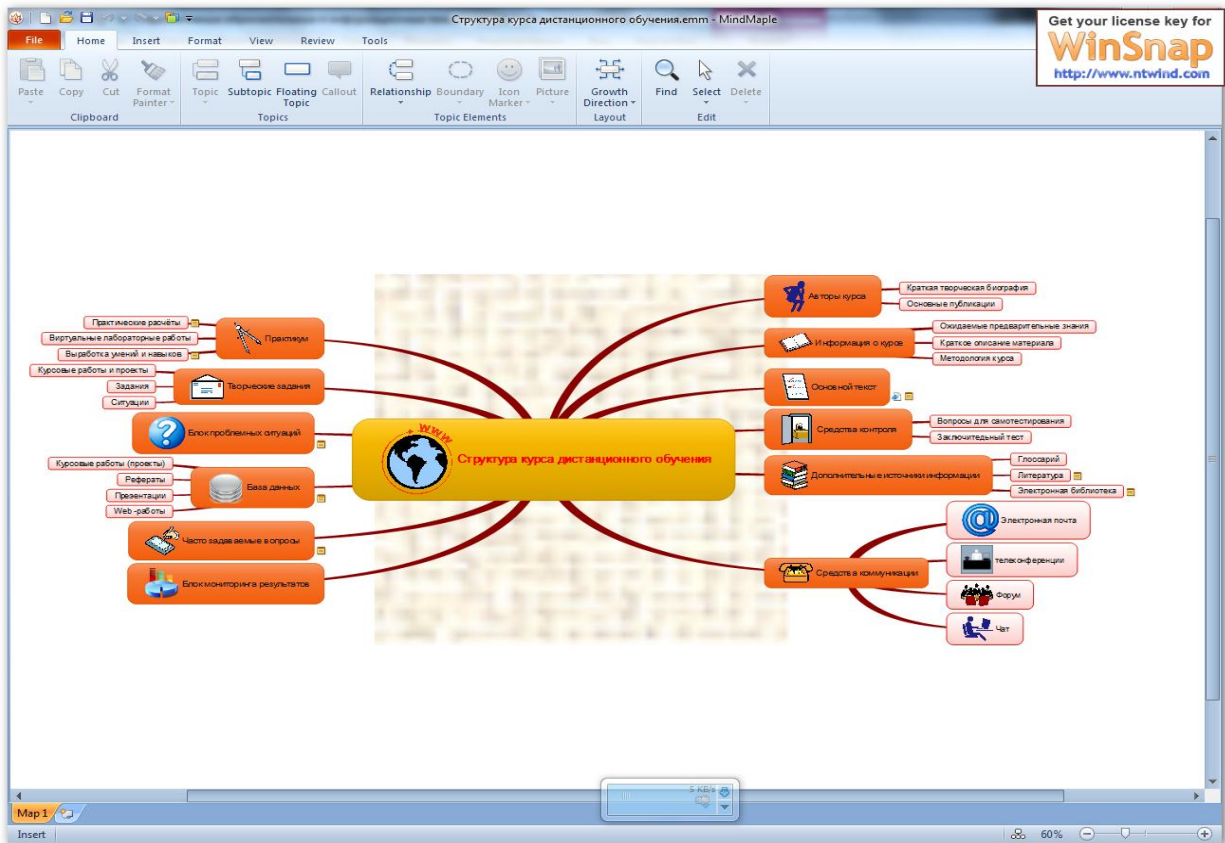 Структура курса дистанционного обучения.emm - MindMaple
Get your license key for
WinSnap
http://www.ntwind.com
File Home Insert Format View Review Tools
Paste Copy Cut Format Painter
Topic Subtopic Floating Topic Callout
Relationship Boundary Icon Marker Picture
Growth Direction
Find Select Delete
Clipboard Topics Topic Elements Layout Edit
Практикум
Практические расчёты
Виртуальные лабораторные работы
Выработка умений и навыков
Творческие задания
Курсовые работы и проекты
Задания
Ситуации
Блок проблемных ситуаций
База данных
Курсовые работы (проекты)
Рефераты
Презентации
Web -работы
Часто задаваемые вопросы
Блок мониторинга результатов
WWW
Структура курса дистанционного обучения
Авторы курса
Краткая творческая биография
Основные публикации
Информация о курсе
Ожидаемые предварительные знания
Краткое описание материала
Методология курса
Основной текст
Средства контроля
Вопросы для самотестирования
Заключительный тест
Дополнительные источники информации
Глоссарий
Литература
Электронная библиотека
Средства коммуникации
Электронная почта
телеконференции
Форум
Чат
5 KB/s
Map 1
Insert
60%